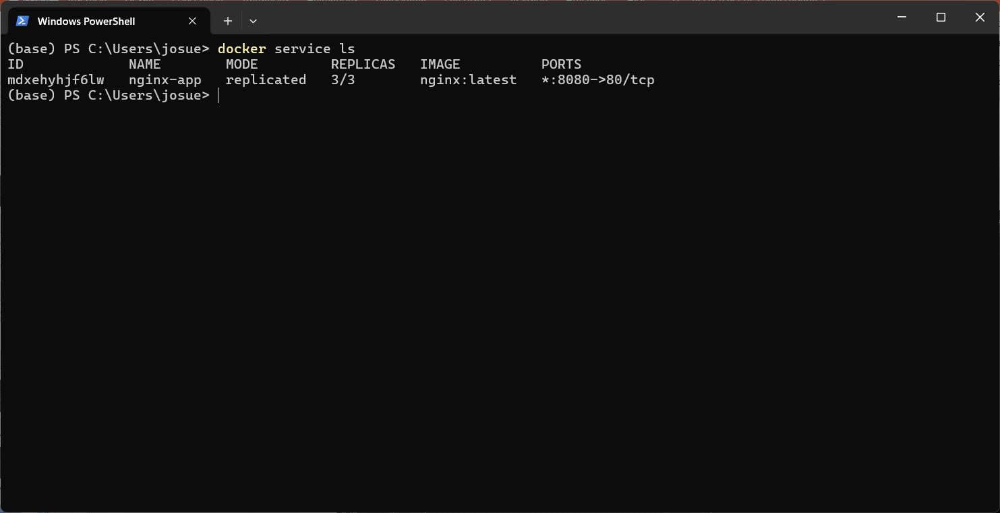 Windows PowerShell
(base) PS C:\Users\josue> docker service ls
ID             NAME        MODE         REPLICAS   IMAGE          PORTS
mdxehyhjf6lw   nginx-app   replicated   3/3        nginx:latest   *:8080->80/tcp
(base) PS C:\Users\josue>